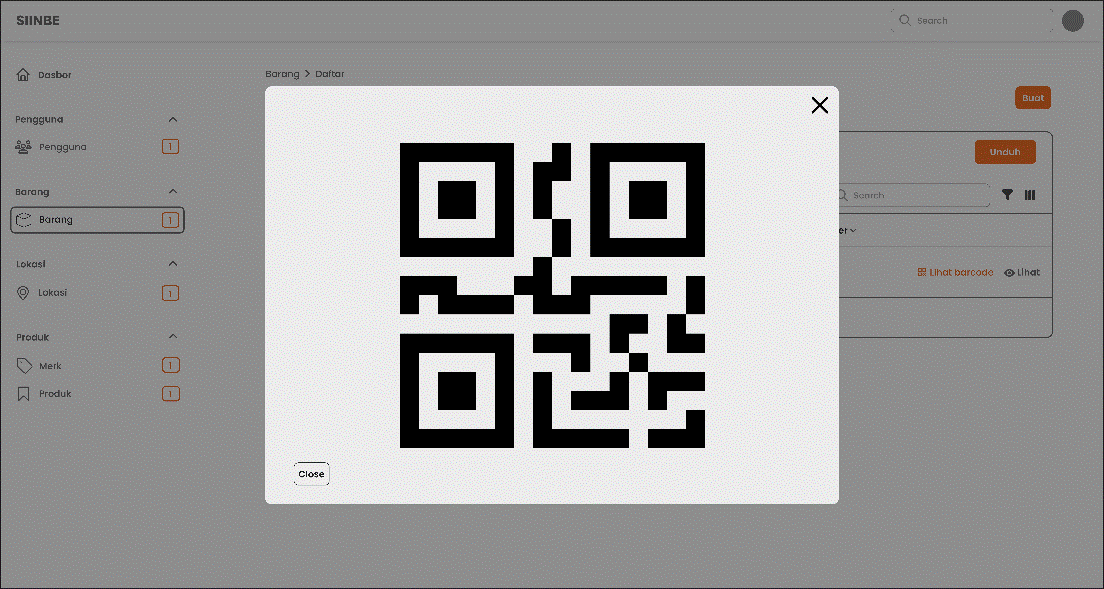 SIINBE
Search
Dasbor
Barang > Daftar
Buat
Pengguna
Pengguna 1
Unduh
Barang
Search
Barang 1
er
Lokasi
Lihat barcode Lihat
Lokasi 1
Produk
Merk 1
Produk 1
Close